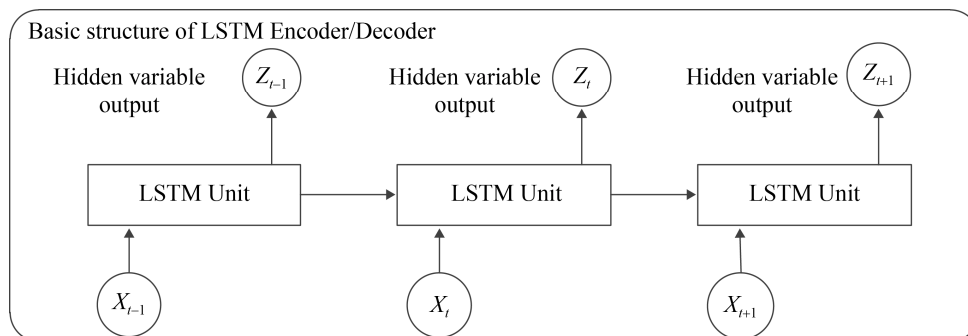 Basic structure of LSTM Encoder/Decoder
Hidden variable
output
Z_{t-1}
Hidden variable
output
Z_t
Hidden variable
output
Z_{t+1}
LSTM Unit
LSTM Unit
LSTM Unit
X_{t-1}
X_t
X_{t+1}